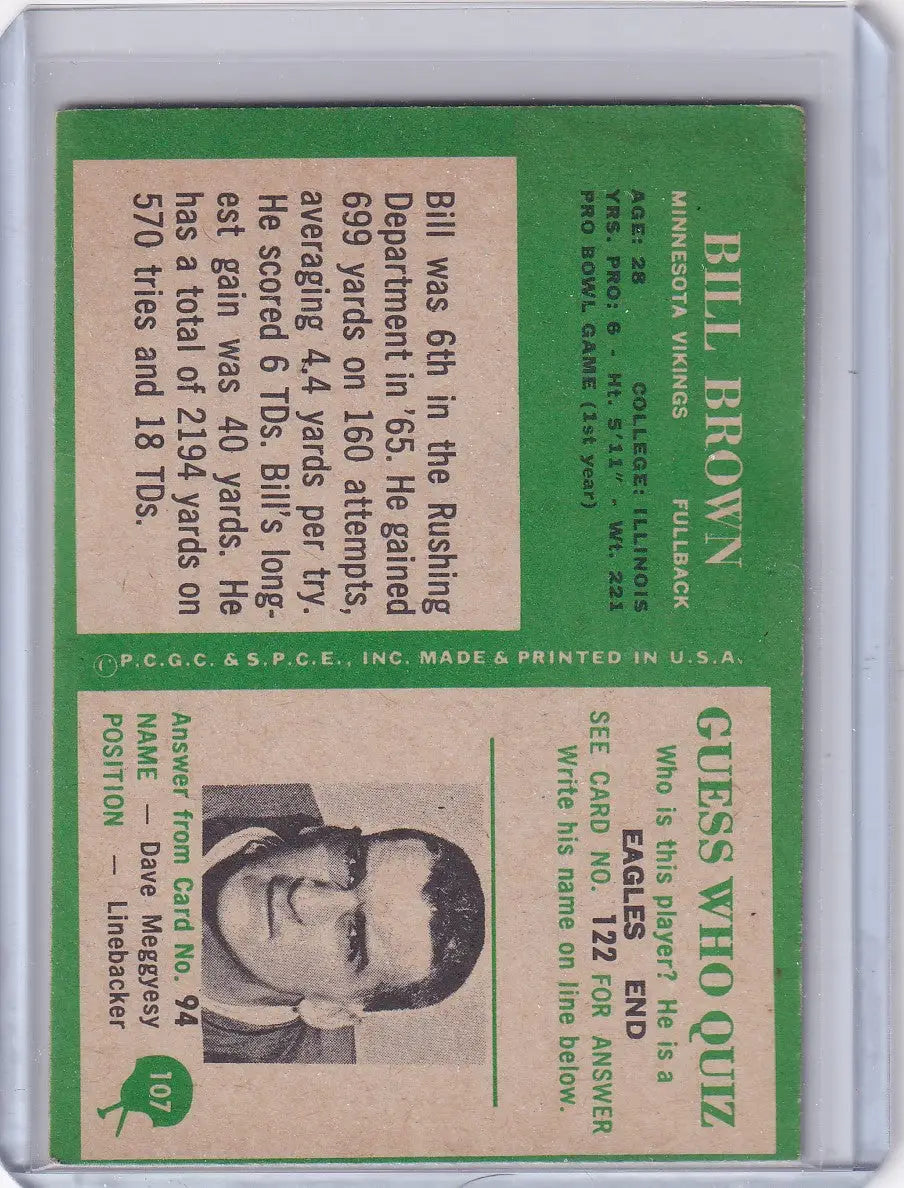 BILL BROWN
MINNESOTA VIKINGS FULLBACK
AGE: 28 COLLEGE: ILLINOIS
YRS. PRO: 6 - Ht. 5'11" - Wt. 221
PRO BOWL GAME (1st year)
Bill was 6th in the Rushing
Department in '65. He gained
699 yards on 160 attempts,
averaging 4.4 yards per try.
He scored 6 TDs. Bill's long-
est gain was 40 yards. He
has a total of 2194 yards on
570 tries and 18 TDs.
©P.C.G.C. & S.P.C.E., INC. MADE & PRINTED IN U.S.A.
GUESS WHO QUIZ
Who is this player? He is a
EAGLES END
SEE CARD NO. 122 FOR ANSWER
Write his name on line below.
Answer from Card No. 94
NAME — Dave Meggyesy
POSITION — Linebacker
107